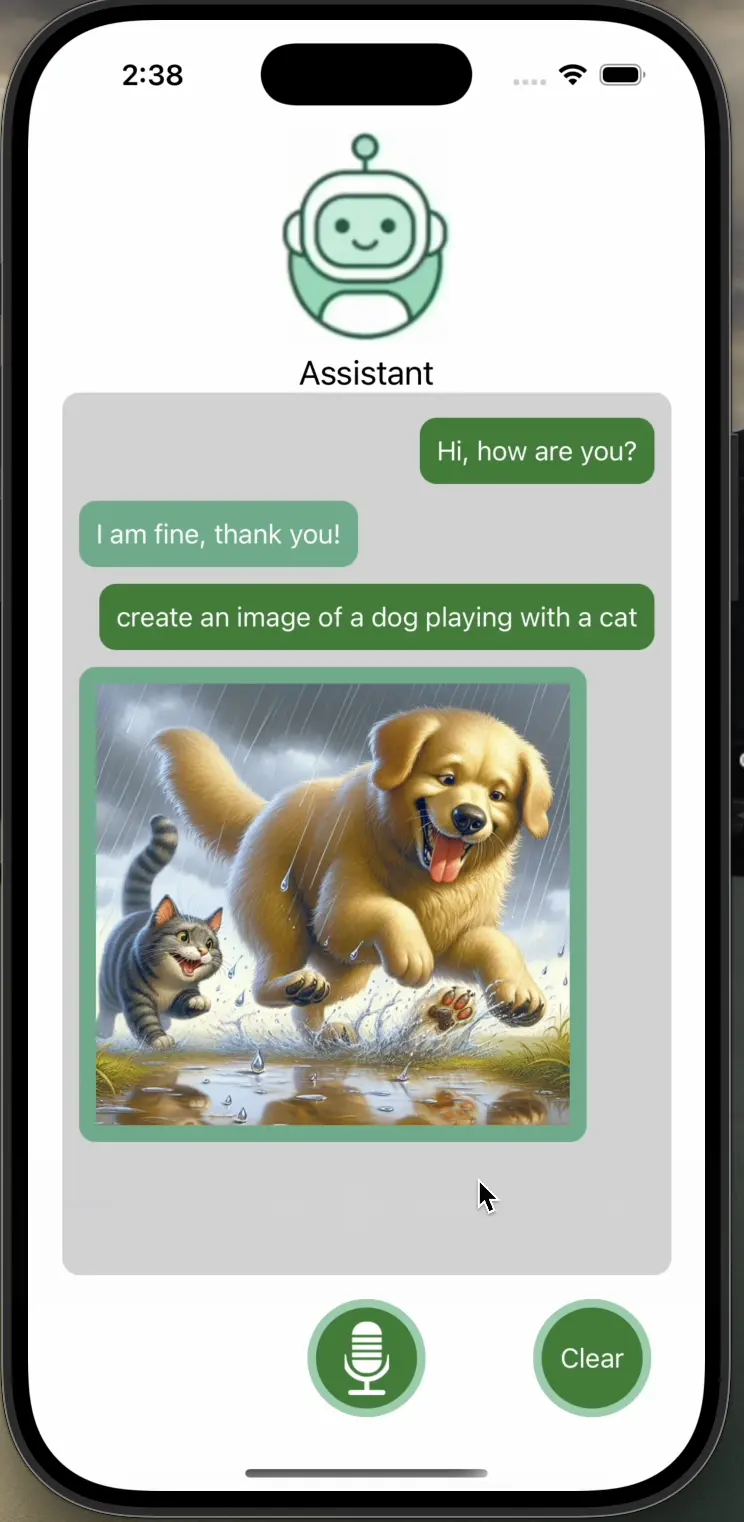 2:38
Assistant
Hi, how are you?
I am fine, thank you!
create an image of a dog playing with a cat
Clear